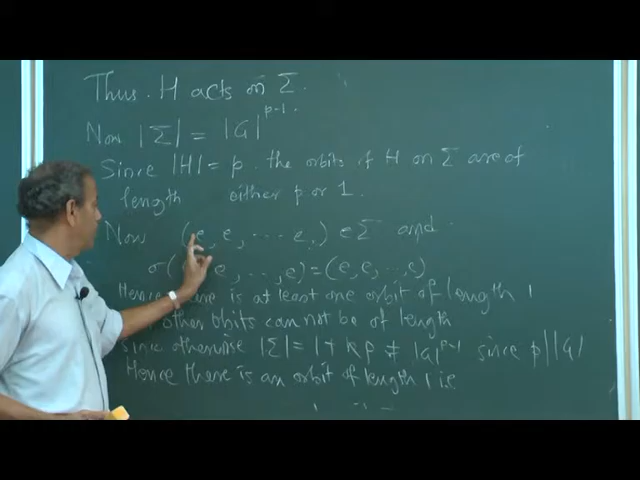 Thus. H acts on Σ.
Now |Σ| = |G|^{p-1}.
Since |H| = p. the orbits of H on Σ are of
length either p or 1.
Now (e, e, ---- e,) ∈ Σ and
σ( e, ..., e) = (e, e, .., e)
Hence there is at least one orbit of length 1
other obits can not be of length
since otherwise |Σ| = 1 + kp ≠ |G|^{p-1} since p | |G|
Hence there is an orbit of length 1 ie.